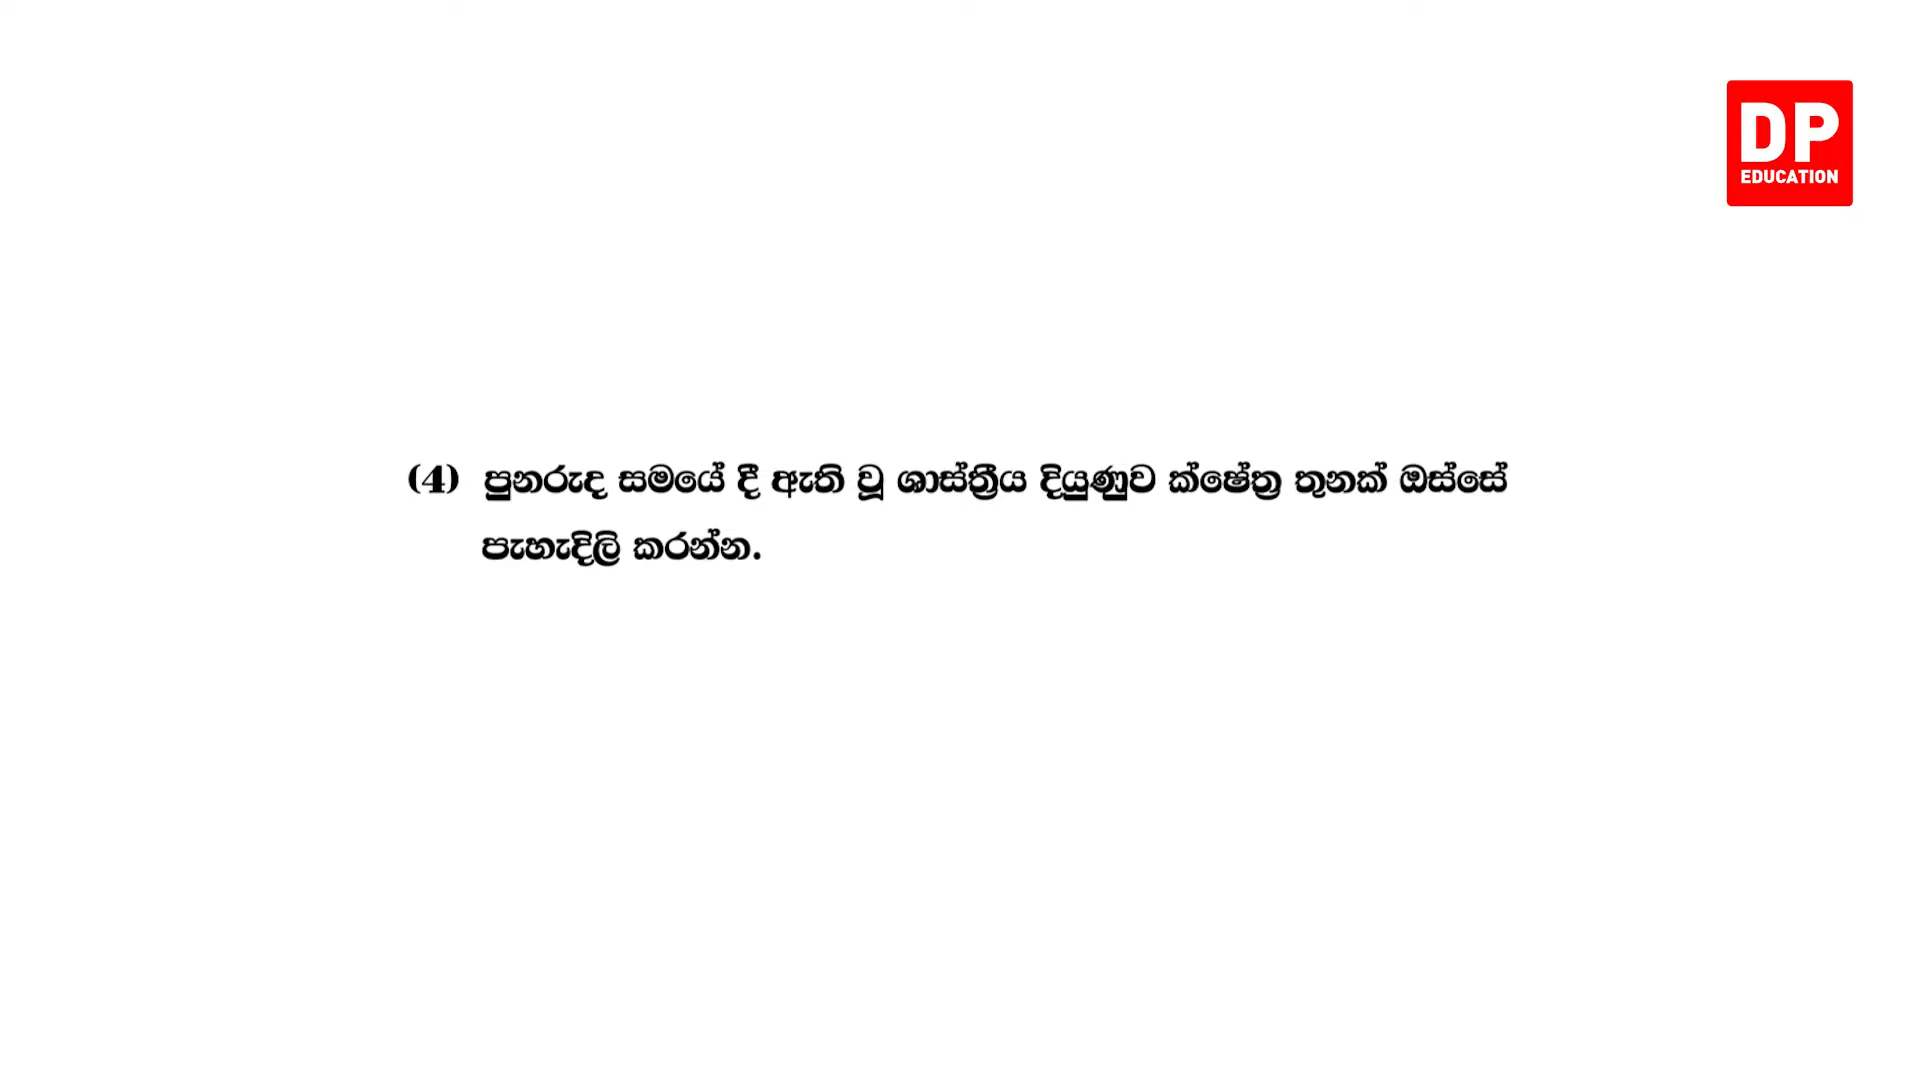 DP
EDUCATION
(4) පුනරුද සමයේ දී ඇති වූ ශාස්ත්‍රීය දියුණුව ක්ෂේත්‍ර තුනක් ඔස්සේ
පැහැදිලි කරන්න.